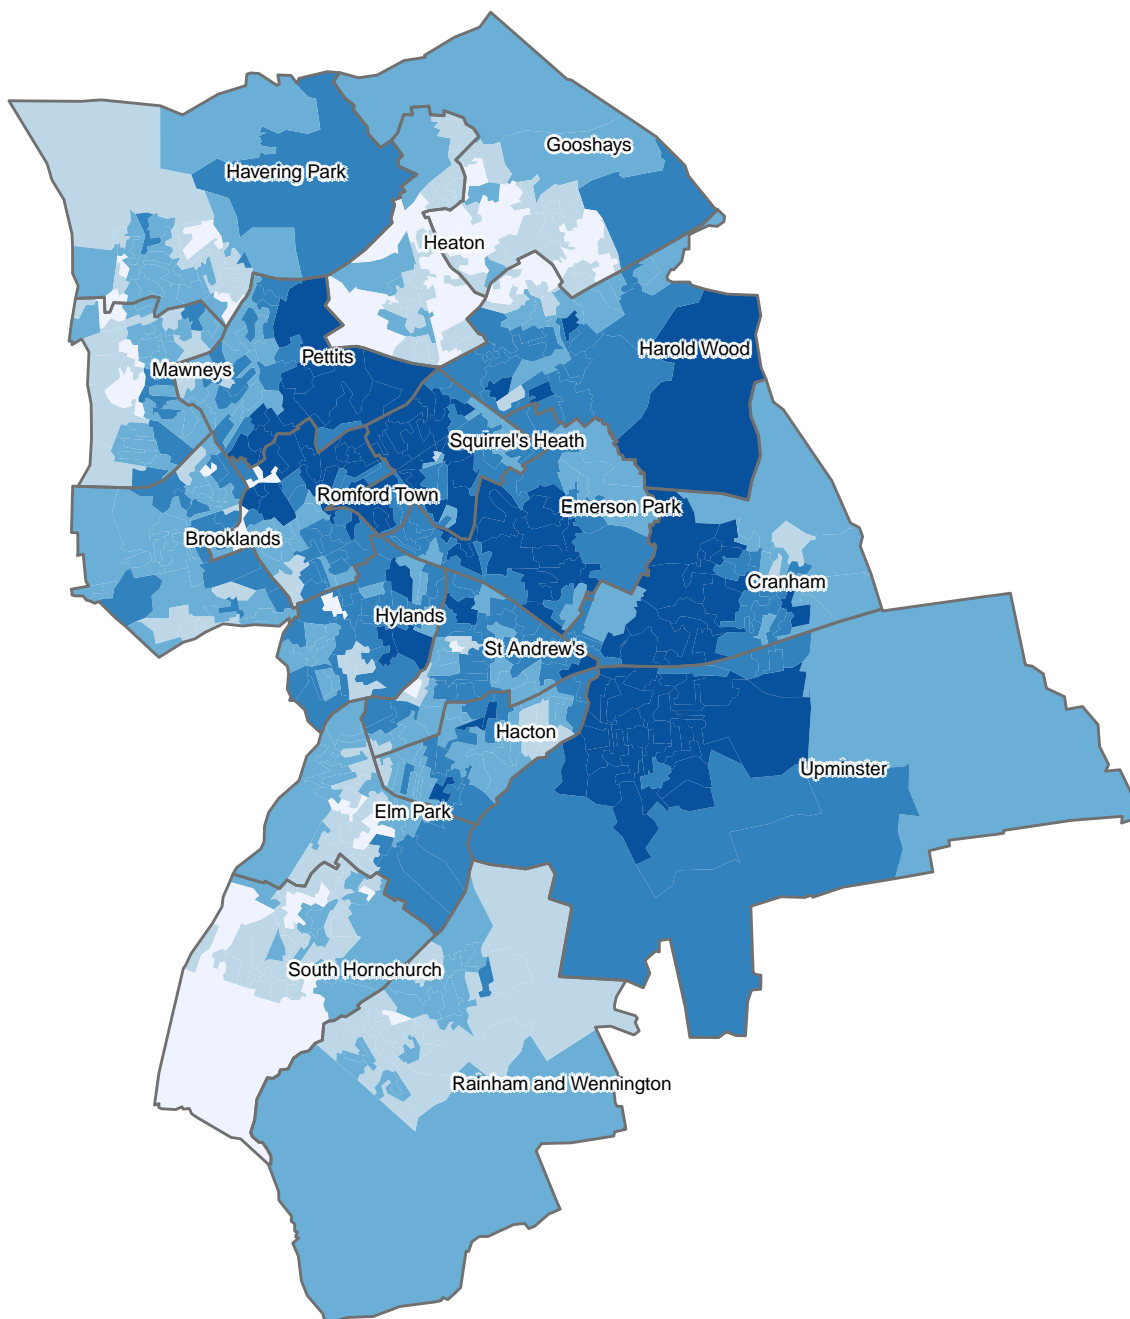 Gooshays
Havering Park
Heaton
Harold Wood
Pettits
Mawneys
Squirrel's Heath
Romford Town
Emerson Park
Brooklands
Cranham
Hylands
St Andrew's
Hacton
Upminster
Elm Park
South Hornchurch
Rainham and Wennington